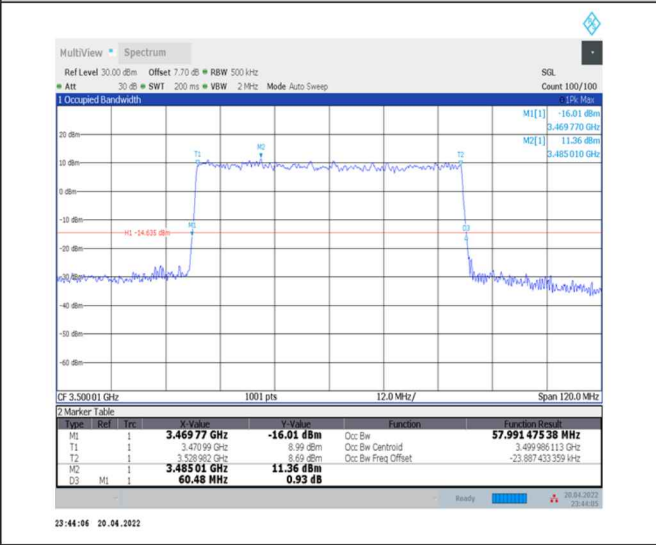 MultiView Spectrum
Ref Level 30.00 dBm Offset 7.70 dB RBW 500 kHz SGL
Att 30 dB SWT 200 ms VBW 2 MHz Mode Auto Sweep Count 100/100
1 Occupied Bandwidth 1Pk Max
M1[1] -16.01 dBm
3.469 770 GHz
M2[1] 11.36 dBm
3.485 010 GHz
20 dBm
M2
T1 T2
10 dBm
0 dBm
-10 dBm
M1 D3
H1 -14.635 dBm
-20 dBm
-30 dBm
-40 dBm
-50 dBm
-60 dBm
CF 3.500 01 GHz 1001 pts 12.0 MHz/ Span 120.0 MHz
2 Marker Table
Type Ref Trc X-Value Y-Value Function Function Result
M1 1 3.469 77 GHz -16.01 dBm Occ Bw 57.991 475 38 MHz
T1 1 3.470 99 GHz 8.99 dBm Occ Bw Centroid 3.499 986 113 GHz
T2 1 3.528 982 GHz 8.69 dBm Occ Bw Freq Offset -23.887 433 359 kHz
M2 1 3.485 01 GHz 11.36 dBm
D3 M1 1 60.48 MHz 0.93 dB
Ready 20.04.2022
23:44:05
23:44:06 20.04.2022